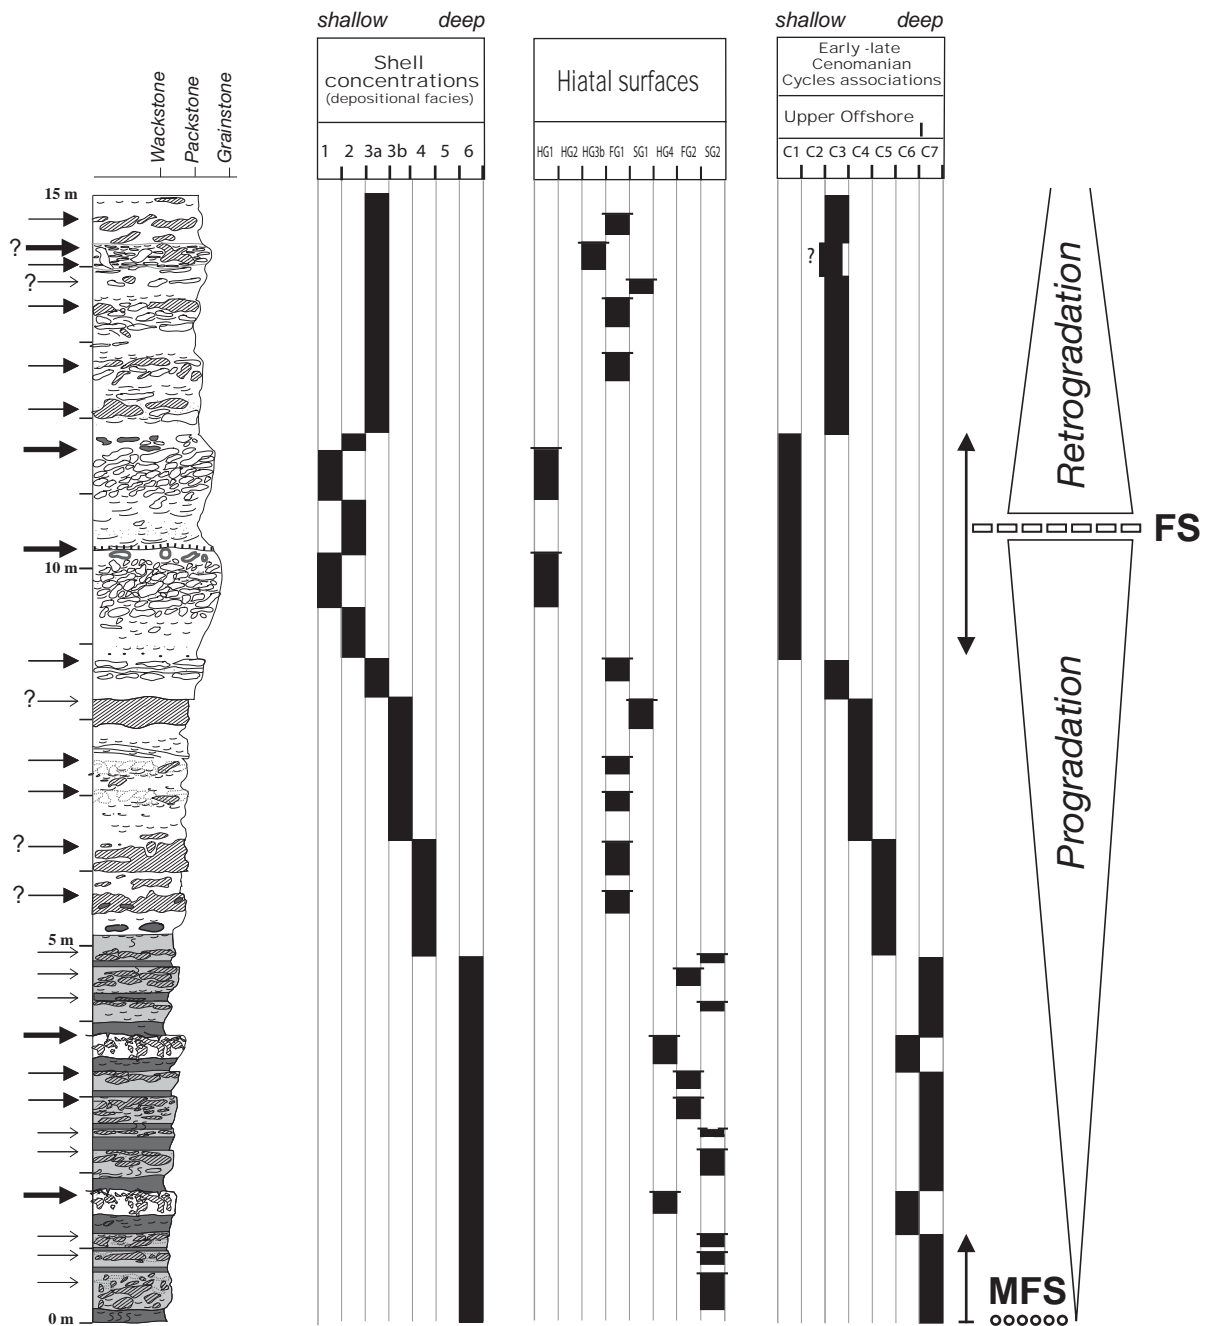 shallow deep
shallow deep
Shell
concentrations
(depositional facies)
Hiatal surfaces
Early -late
Cenomanian
Cycles associations
Upper Offshore
Wackstone
Packstone
Grainstone
1 2 3a 3b 4 5 6
HG1 HG2 HG3b FG1 SG1 HG4 FG2 SG2
C1 C2 C3 C4 C5 C6 C7
15 m
?
?
?
Retrogradation
FS
10 m
?
Progradation
?
?
5 m
MFS
0 m